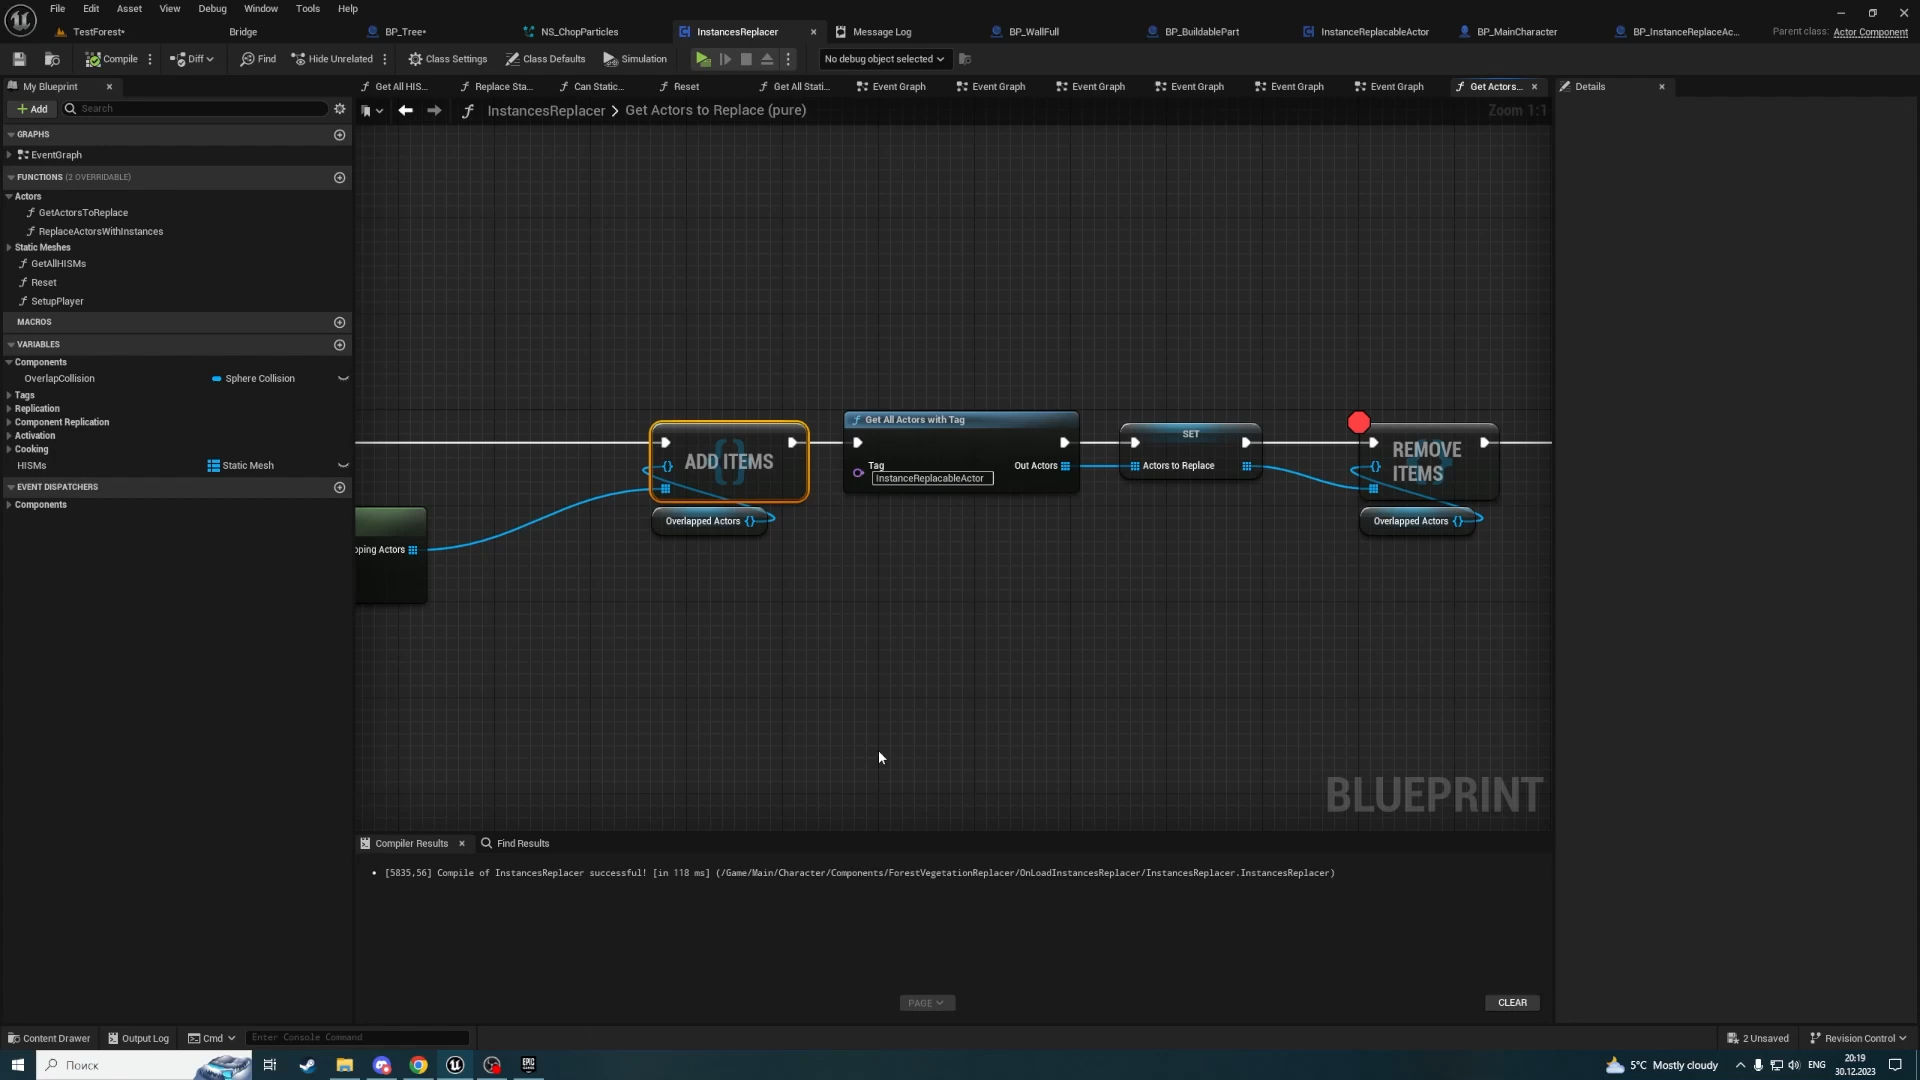 File Edit Asset View Debug Window Tools Help
TestForest* Bridge BP_Tree* NS_ChopParticles InstancesReplacer Message Log BP_WallFull BP_BuildablePart InstanceReplacableActor BP_MainCharacter BP_InstanceReplaceAc... Parent class: Actor Component
Compile Diff Find Hide Unrelated Class Settings Class Defaults Simulation No debug object selected
My Blueprint Get All HIS... Replace Sta... Can Static... Reset Get All Stati... Event Graph Event Graph Event Graph Event Graph Event Graph Event Graph Get Actors... Details
Add Search InstancesReplacer > Get Actors to Replace (pure) Zoom 1:1
GRAPHS
EventGraph
FUNCTIONS (2 OVERRIDABLE)
Actors
GetActorsToReplace
ReplaceActorsWithInstances
Static Meshes
GetAllHISMs
Reset
SetupPlayer
MACROS
VARIABLES
Components
OverlapCollision Sphere Collision
Tags
Replication
Component Replication
Activation
Cooking
HISMs Static Mesh
EVENT DISPATCHERS
Components
pping Actors
ADD ITEMS
Overlapped Actors
Get All Actors with Tag
Tag
InstanceReplacableActor
Out Actors
SET
Actors to Replace
REMOVE
ITEMS
Overlapped Actors
BLUEPRINT
Compiler Results Find Results
[5835,56] Compile of InstancesReplacer successful! [in 118 ms] (/Game/Main/Character/Components/ForestVegetationReplacer/OnLoadInstancesReplacer/InstancesReplacer.InstancesReplacer)
PAGE CLEAR
Content Drawer Output Log Cmd Enter Console Command 2 Unsaved Revision Control
Поиск EPIC GAMES 5°C Mostly cloudy ENG 20:19
30.12.2023